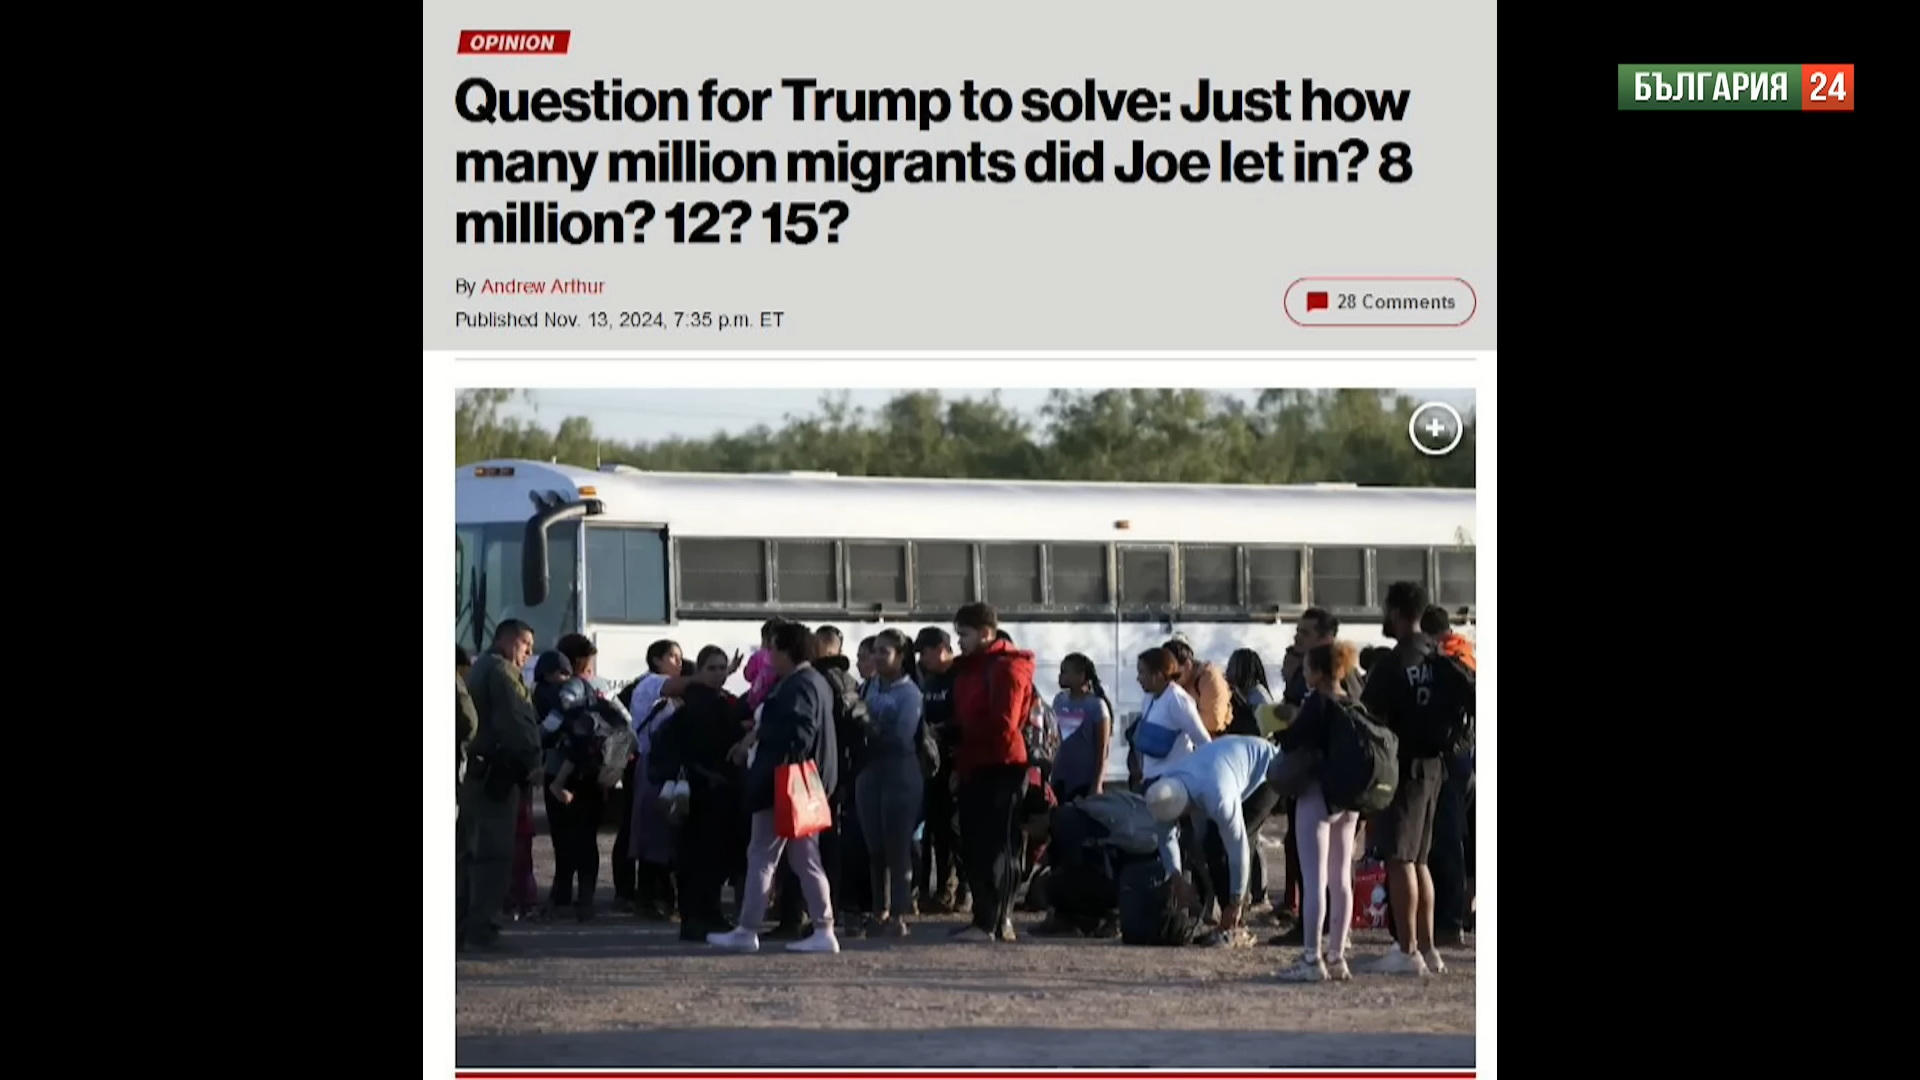 OPINION
Question for Trump to solve: Just how
many million migrants did Joe let in? 8
million? 12? 15?
By Andrew Arthur
Published Nov. 13, 2024, 7:35 p.m. ET
28 Comments
БЪЛГАРИЯ 24